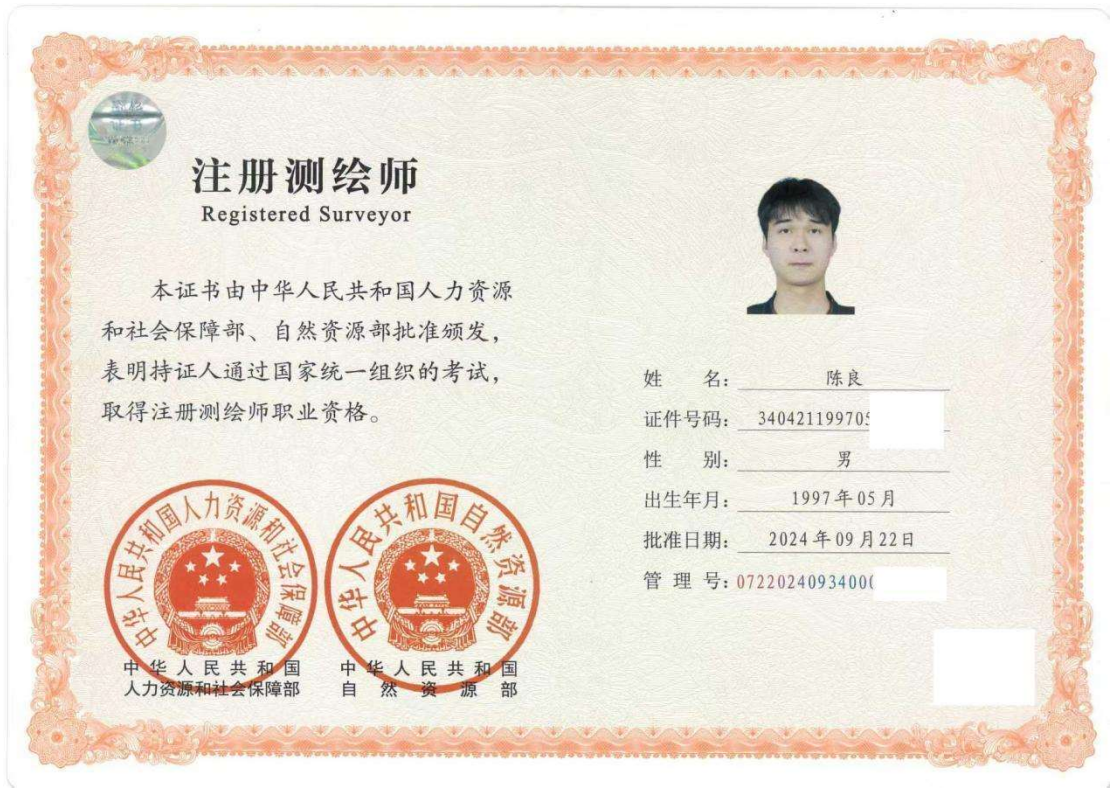 注册测绘师
Registered Surveyor
本证书由中华人民共和国人力资源
和社会保障部、自然资源部批准颁发，
表明持证人通过国家统一组织的考试，
取得注册测绘师职业资格。
姓 名： 陈良
证件号码： 340421199705
性 别： 男
出生年月： 1997年05月
批准日期： 2024年09月22日
管 理 号：07220240934000
中华人民共和国人力资源和社会保障部
中华人民共和国自然资源部
中华人民共和国
人力资源和社会保障部
中华人民共和国
自然资源部